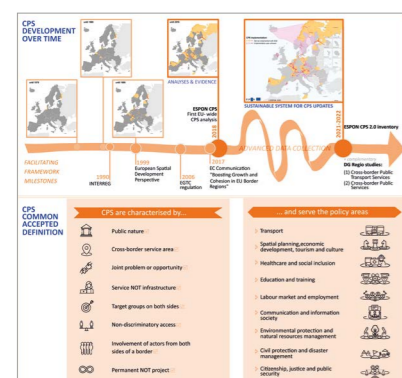 CPS
DEVELOPMENT
OVER TIME
ANALYSES & EVIDENCE
SUSTAINABLE SYSTEM FOR CPS UPDATES
ESPON CPS
First EU- wide
CPS analysis
2018
2021-2022
ESPON CPS 2.0 Inventory
ADVANCED DATA COLLECTION
complementary
DG Regio studies:
(1) Cross-border Public
Transport Services
(2) Cross-border Public
Services
FACILITATING
FRAMEWORK
MILESTONES
1990
INTERREG
1999
European Spatial
Development
Perspective
2006
EGTC
regulation
2017
EC Communication
"Boosting Growth and
Cohesion in EU Border
Regions"
CPS
COMMON
ACCEPTED
DEFINITION
CPS are characterised by...
Public nature
Cross-border service area
Joint problem or opportunity
Service NOT infrastructure
Target groups on both sides
Non-discriminatory access
Involvement of actors from both
sides of a border
Permanent NOT project
... and serve the policy areas
Transport
Spatial planning,economic
development, tourism and culture
Healthcare and social inclusion
Education and training
Labour market and employment
Communication and information
society
Environmental protection and
natural resources management
Civil protection and disaster
management
Citizenship, justice and public
security